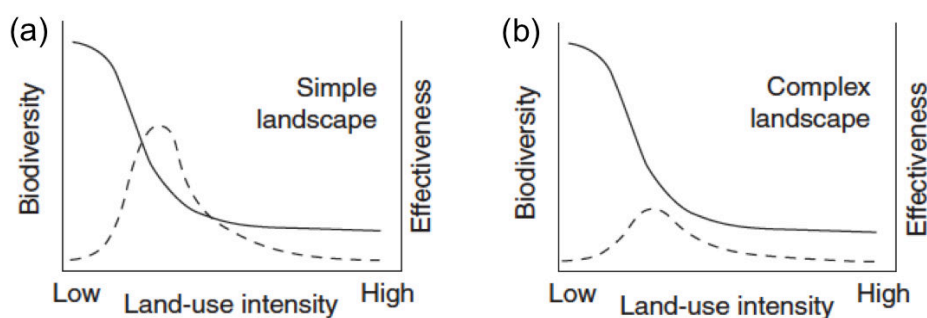 (a)
Biodiversity
Simple
landscape
Effectiveness
Low
Land-use intensity
High
(b)
Biodiversity
Complex
landscape
Effectiveness
Low
Land-use intensity
High